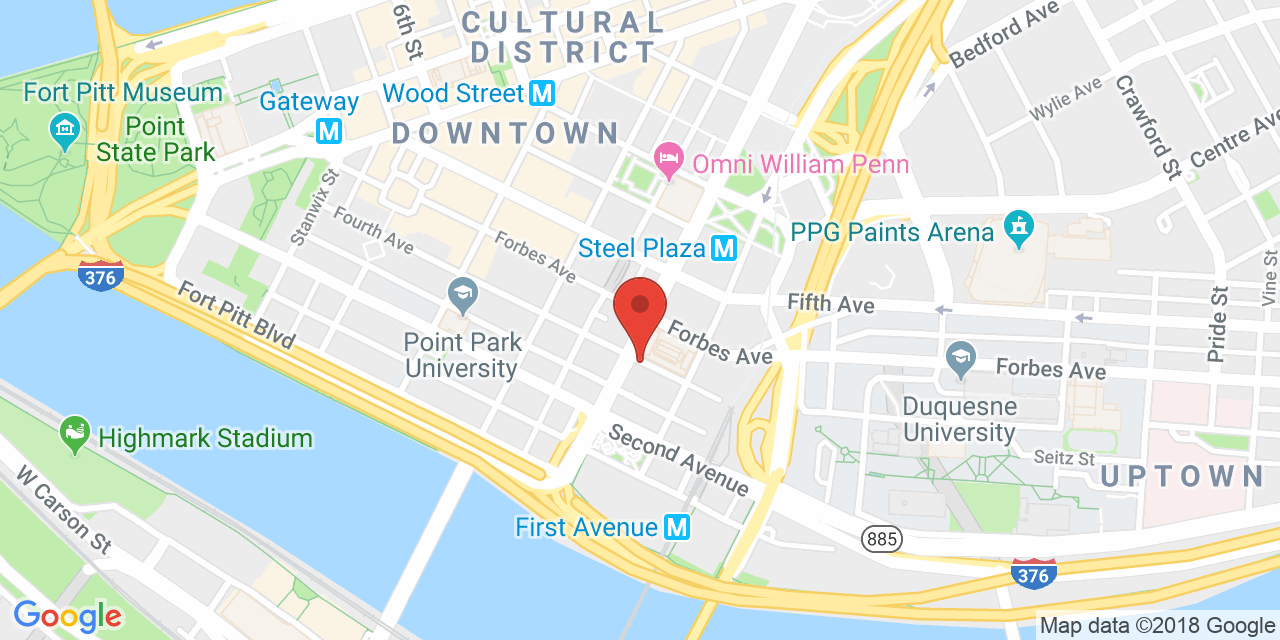 CULTURAL
DISTRICT
6th St
Bedford Ave
Fort Pitt Museum
Gateway
M
Wood Street M
Wylie Ave
Crawford St
Centre Ave
Point
State Park
DOWNTOWN
Omni William Penn
Stanwix St
Fourth Ave
Forbes Ave
Steel Plaza M
PPG Paints Arena
376
Fort Pitt Blvd
Fifth Ave
Vine St
Pride St
Point Park
University
Forbes Ave
Forbes Ave
Duquesne
University
Highmark Stadium
Second Avenue
Seitz St
UPTOWN
W Carson St
First Avenue M
885
376
Google
Map data ©2018 Google